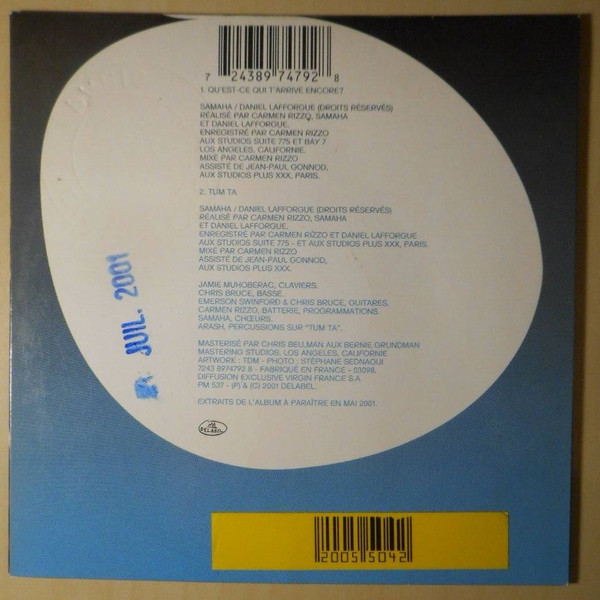 7 24389 74792 8
1. QU'EST-CE QUI T'ARRIVE ENCORE?
SAMAHA / DANIEL LAFFORGUE (DROITS RÉSERVÉS)
RÉALISÉ PAR CARMEN RIZZO, SAMAHA
ET DANIEL LAFFORGUE.
ENREGISTRÉ PAR CARMEN RIZZO
AUX STUDIOS SUITE 775 ET BAY 7
LOS ANGELES, CALIFORNIE.
MIXÉ PAR CARMEN RIZZO
ASSISTÉ DE JEAN-PAUL GONNOD,
AUX STUDIOS PLUS XXX, PARIS.
2. TUM TA
SAMAHA / DANIEL LAFFORGUE (DROITS RÉSERVÉS)
RÉALISÉ PAR CARMEN RIZZO, SAMAHA
ET DANIEL LAFFORGUE.
ENREGISTRÉ PAR CARMEN RIZZO ET DANIEL LAFFORGUE
AUX STUDIOS SUITE 775 - ET AUX STUDIOS PLUS XXX, PARIS.
MIXÉ PAR CARMEN RIZZO
ASSISTÉ DE JEAN-PAUL GONNOD,
AUX STUDIOS PLUS XXX.
JAMIE MUHOBERAC, CLAVIERS.
CHRIS BRUCE, BASSE.
EMERSON SWINFORD & CHRIS BRUCE, GUITARES.
CARMEN RIZZO, BATTERIE, PROGRAMMATIONS.
SAMAHA, CHŒURS.
ARASH, PERCUSSIONS SUR "TUM TA".
MASTERISÉ PAR CHRIS BELLMAN AUX BERNIE GRUNDMAN
MASTERING STUDIOS, LOS ANGELES, CALIFORNIE
ARTWORK : TDM - PHOTO : STÉPHANE SEDNAOUI
7243 8974792 8 - FABRIQUÉ EN FRANCE - 03098.
DIFFUSION EXCLUSIVE VIRGIN FRANCE S.A.
PM 537 - (P) & (C) 2001 DELABEL.
EXTRAITS DE L'ALBUM À PARAÎTRE EN MAI 2001.
DELABEL
JUIL. 2001
2005 5042